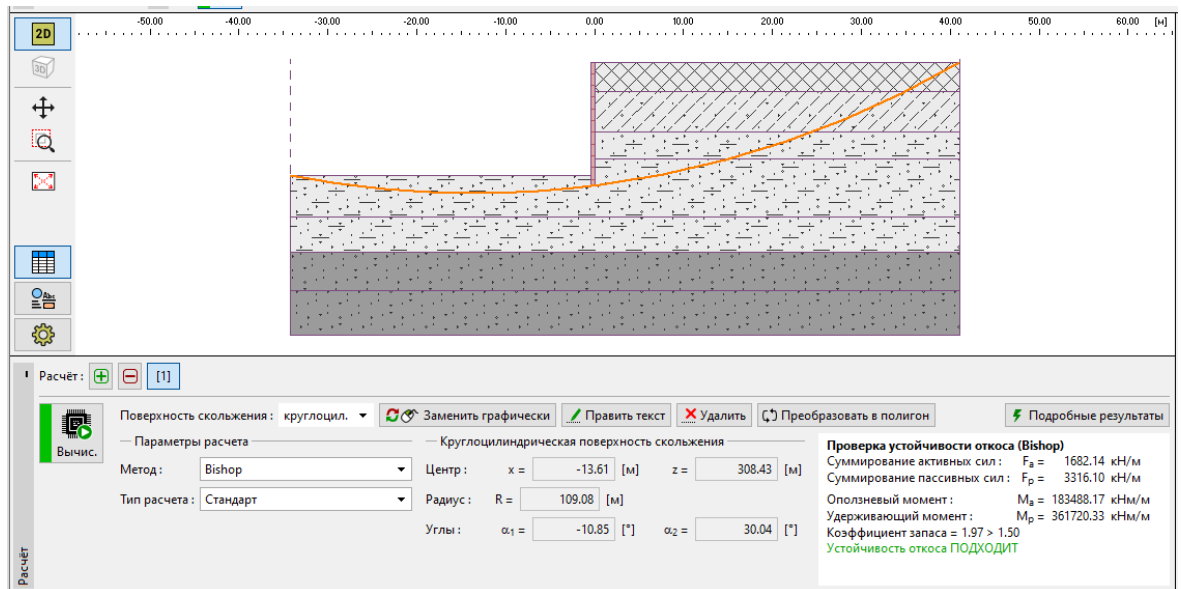 -50.00 -40.00 -30.00 -20.00 -10.00 0.00 10.00 20.00 30.00 40.00 50.00 60.00 [м]
2D
3D
Abc
Расчёт : [1]
Вычис.
Поверхность скольжения : круглоцил. Заменить графически Править текст Удалить Преобразовать в полигон Подробные результаты
Параметры расчета
Метод : Bishop
Тип расчета : Стандарт
Круглоцилиндрическая поверхность скольжения
Центр : x = -13.61 [м] z = 308.43 [м]
Радиус : R = 109.08 [м]
Углы : α1 = -10.85 [°] α2 = 30.04 [°]
Проверка устойчивости откоса (Bishop)
Суммирование активных сил : Fa = 1682.14 кН/м
Суммирование пассивных сил : Fp = 3316.10 кН/м
Оползневый момент : Ma = 183488.17 кНм/м
Удерживающий момент : Mp = 361720.33 кНм/м
Коэффициент запаса = 1.97 > 1.50
Устойчивость откоса ПОДХОДИТ
Расчёт